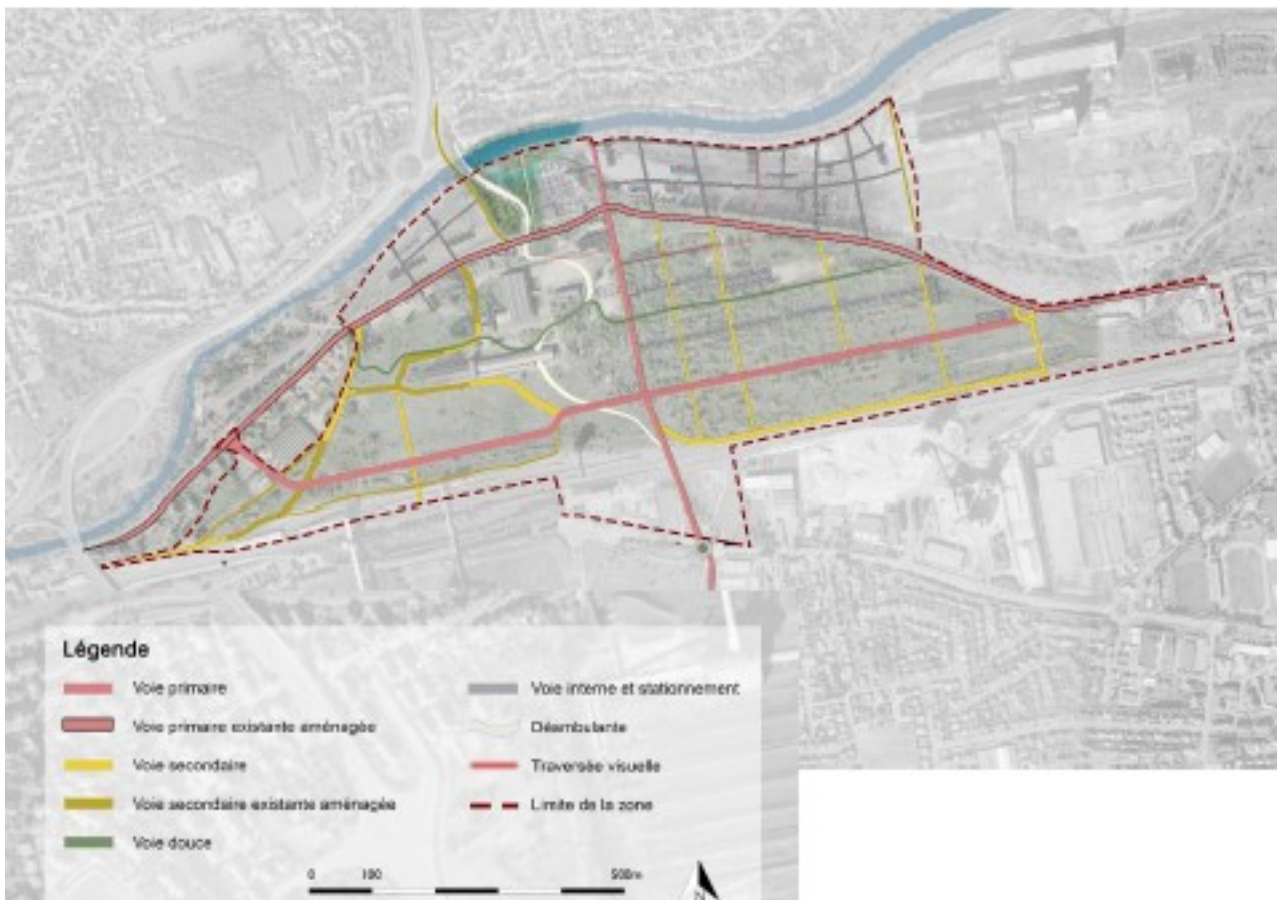 Légende
Voie primaire
Voie primaire existante aménagée
Voie secondaire
Voie secondaire existante aménagée
Voie douce
Voie interne et stationnement
Déambulante
Traversée visuelle
Limite de la zone
0 100 500m
N